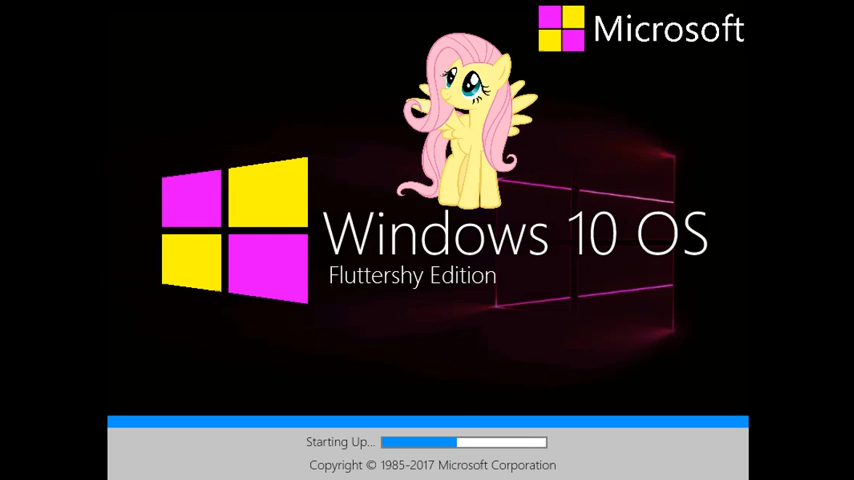 Microsoft
Windows 10 OS
Fluttershy Edition
Starting Up...
Copyright © 1985-2017 Microsoft Corporation